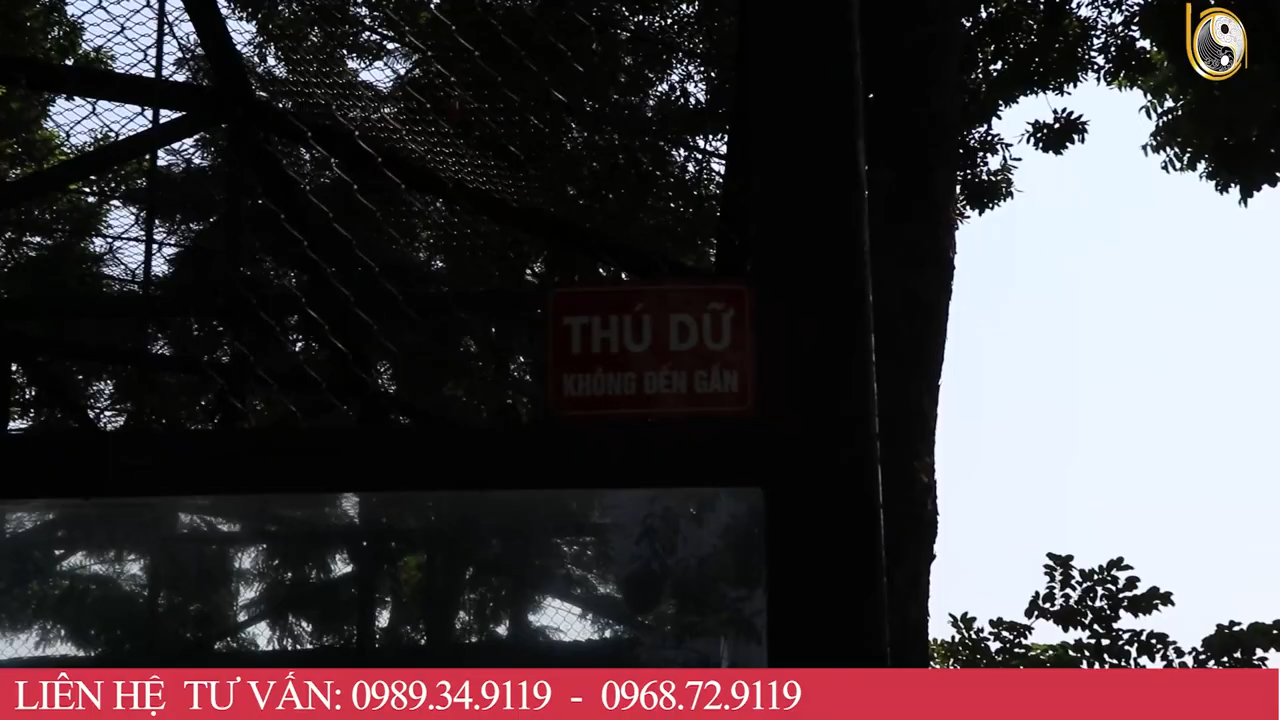 THÚ DỮ
KHÔNG ĐẾN GẦN
LIÊN HỆ TƯ VẤN: 0989.34.9119 - 0968.72.9119